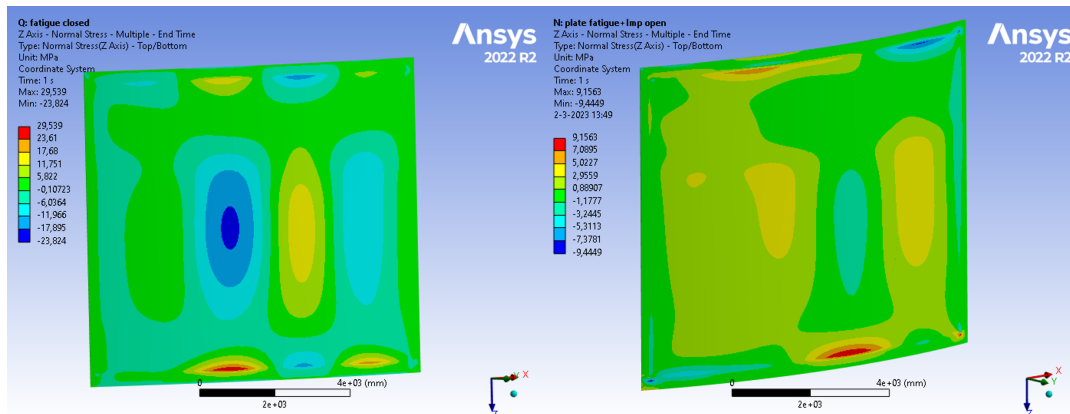 Q: fatigue closed
Z Axis - Normal Stress - Multiple - End Time
Type: Normal Stress(Z Axis) - Top/Bottom
Unit: MPa
Coordinate System
Time: 1 s
Max: 29,539
Min: -23,824
29,539
23,61
17,68
11,751
5,822
-0,10723
-6,0364
-11,966
-17,895
-23,824
Ansys
2022 R2
0
4e+03 (mm)
2e+03
X
Z
N: plate fatigue+Imp open
Z Axis - Normal Stress - Multiple - End Time
Type: Normal Stress(Z Axis) - Top/Bottom
Unit: MPa
Coordinate System
Time: 1 s
Max: 9,1563
Min: -9,4449
2-3-2023 13:49
9,1563
7,0895
5,0227
2,9559
0,88907
-1,1777
-3,2445
-5,3113
-7,3781
-9,4449
Ansys
2022 R2
0
4e+03 (mm)
2e+03
X
Y
Z